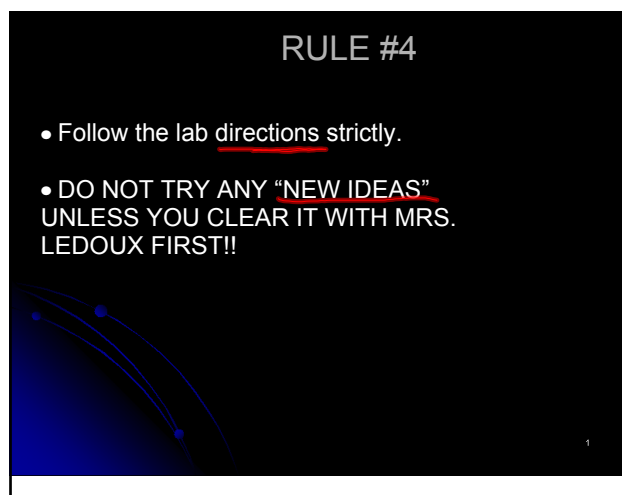 RULE #4
• Follow the lab directions strictly.
• DO NOT TRY ANY “NEW IDEAS”
UNLESS YOU CLEAR IT WITH MRS.
LEDOUX FIRST!!
1